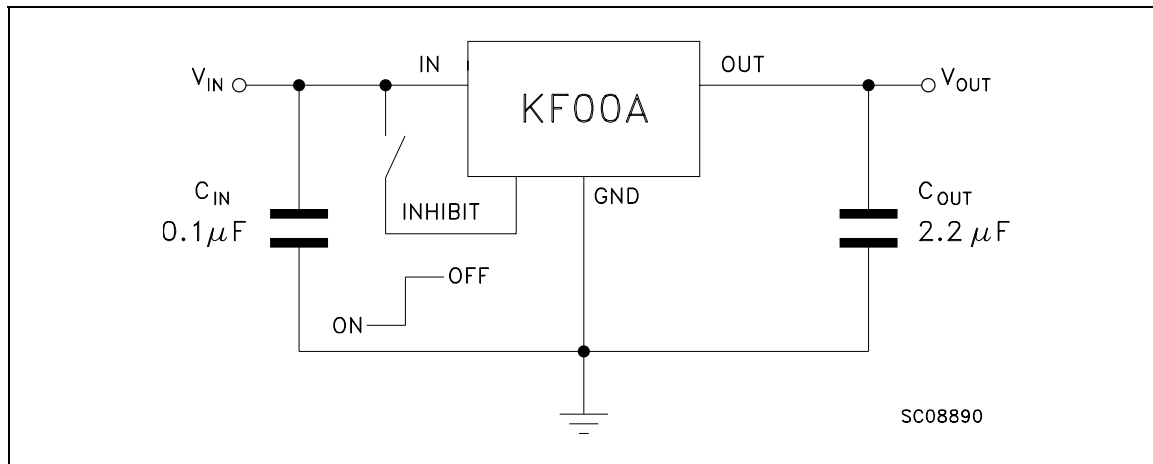 V_IN
IN
KF00A
OUT
V_OUT
GND
C_IN
0.1μF
INHIBIT
C_OUT
2.2 μF
OFF
ON
SC08890